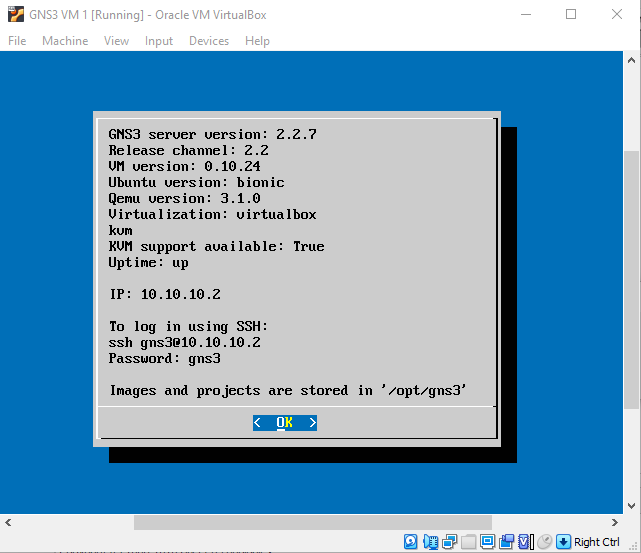 GNS3 VM 1 [Running] - Oracle VM VirtualBox
File Machine View Input Devices Help
GNS3 server version: 2.2.7
Release channel: 2.2
VM version: 0.10.24
Ubuntu version: bionic
Qemu version: 3.1.0
Virtualization: virtualbox
kvm
KVM support available: True
Uptime: up
IP: 10.10.10.2
To log in using SSH:
ssh gns3@10.10.10.2
Password: gns3
Images and projects are stored in '/opt/gns3'
< OK >
Right Ctrl